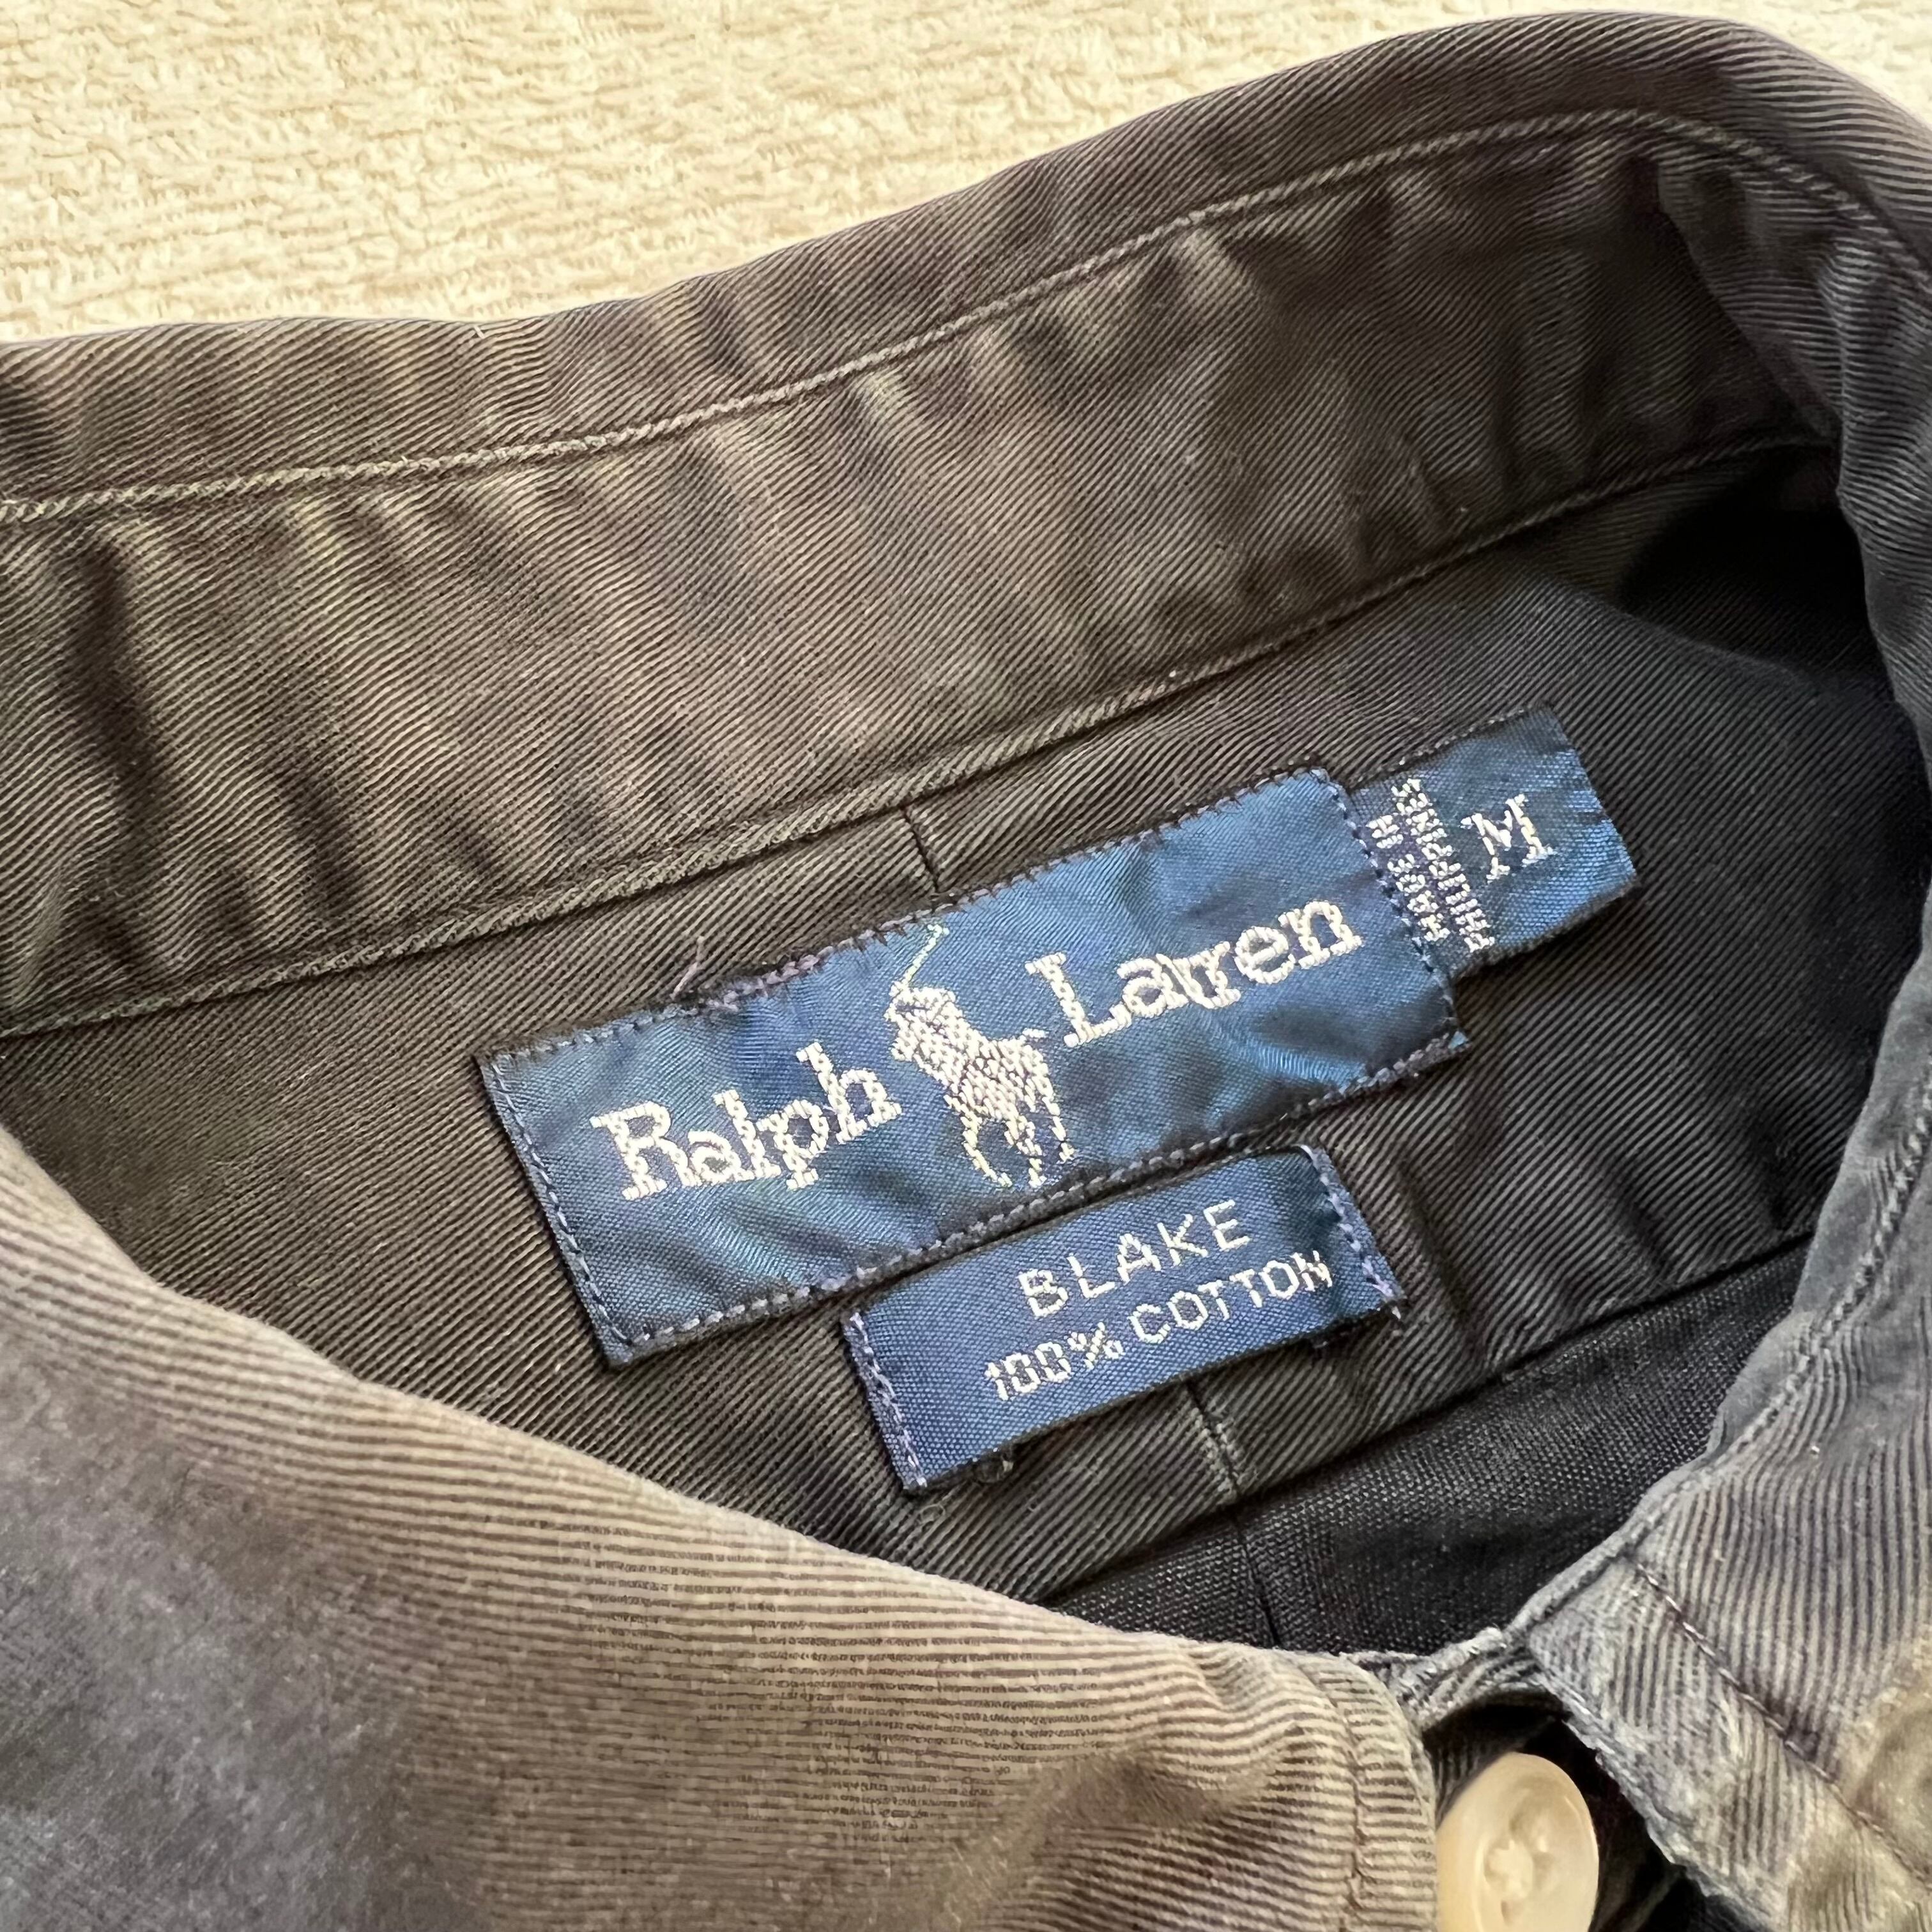 Ralph Lauren
MADE IN
PHILIPPINES
M
BLAKE
100% COTTON